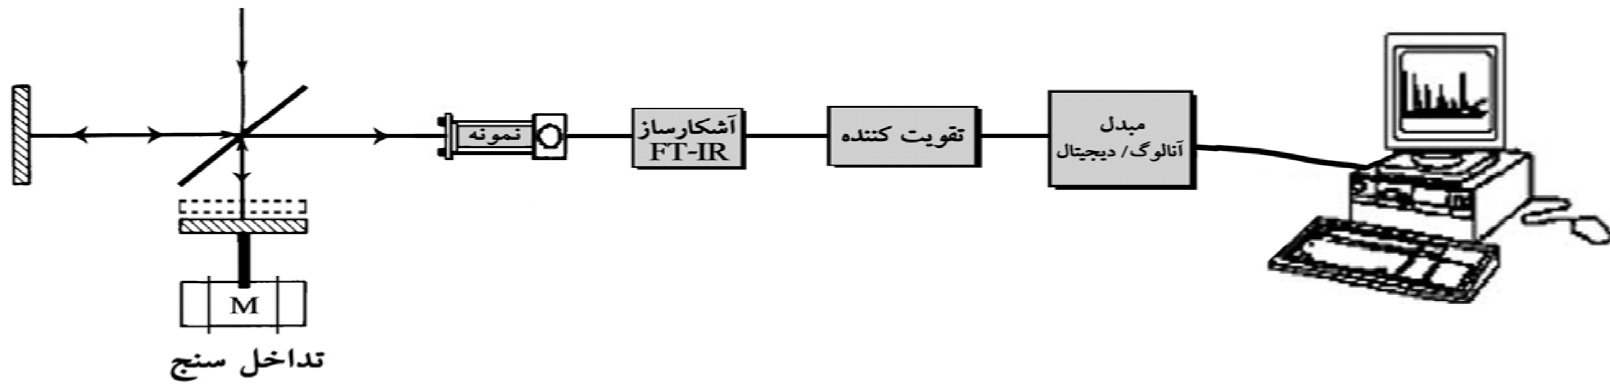 نمونه
آشکارساز
FT-IR
تقویت کننده
مبدل
آنالوگ/ دیجیتال
M
تداخل سنج